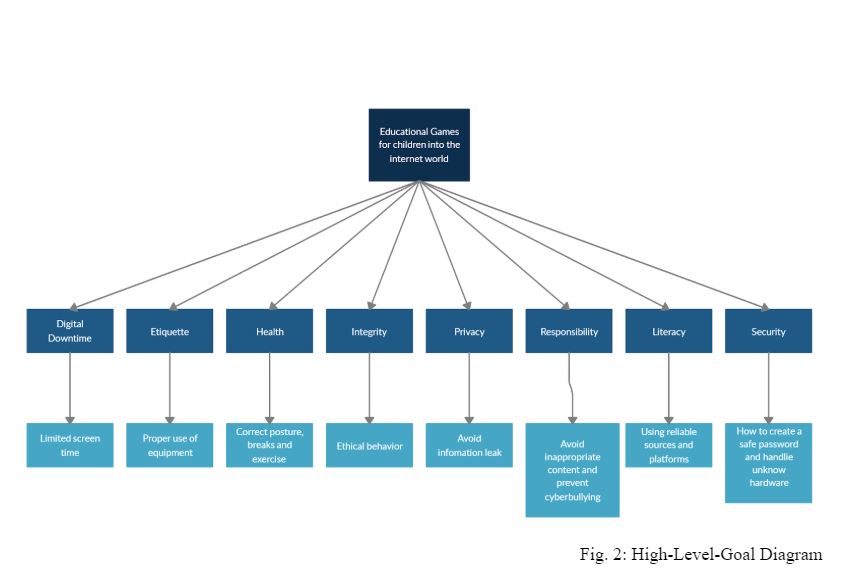 Educational Games
for children into the
internet world
Digital
Downtime
Etiquette
Health
Integrity
Privacy
Responsibility
Literacy
Security
Limited screen
time
Proper use of
equipment
Correct posture,
breaks and
exercise
Ethical behavior
Avoid
infomation leak
Avoid
inappropriate
content and
prevent
cyberbullying
Using reliable
sources and
platforms
How to create a
safe password
and handlie
unknow
hardware
Fig. 2: High-Level-Goal Diagram